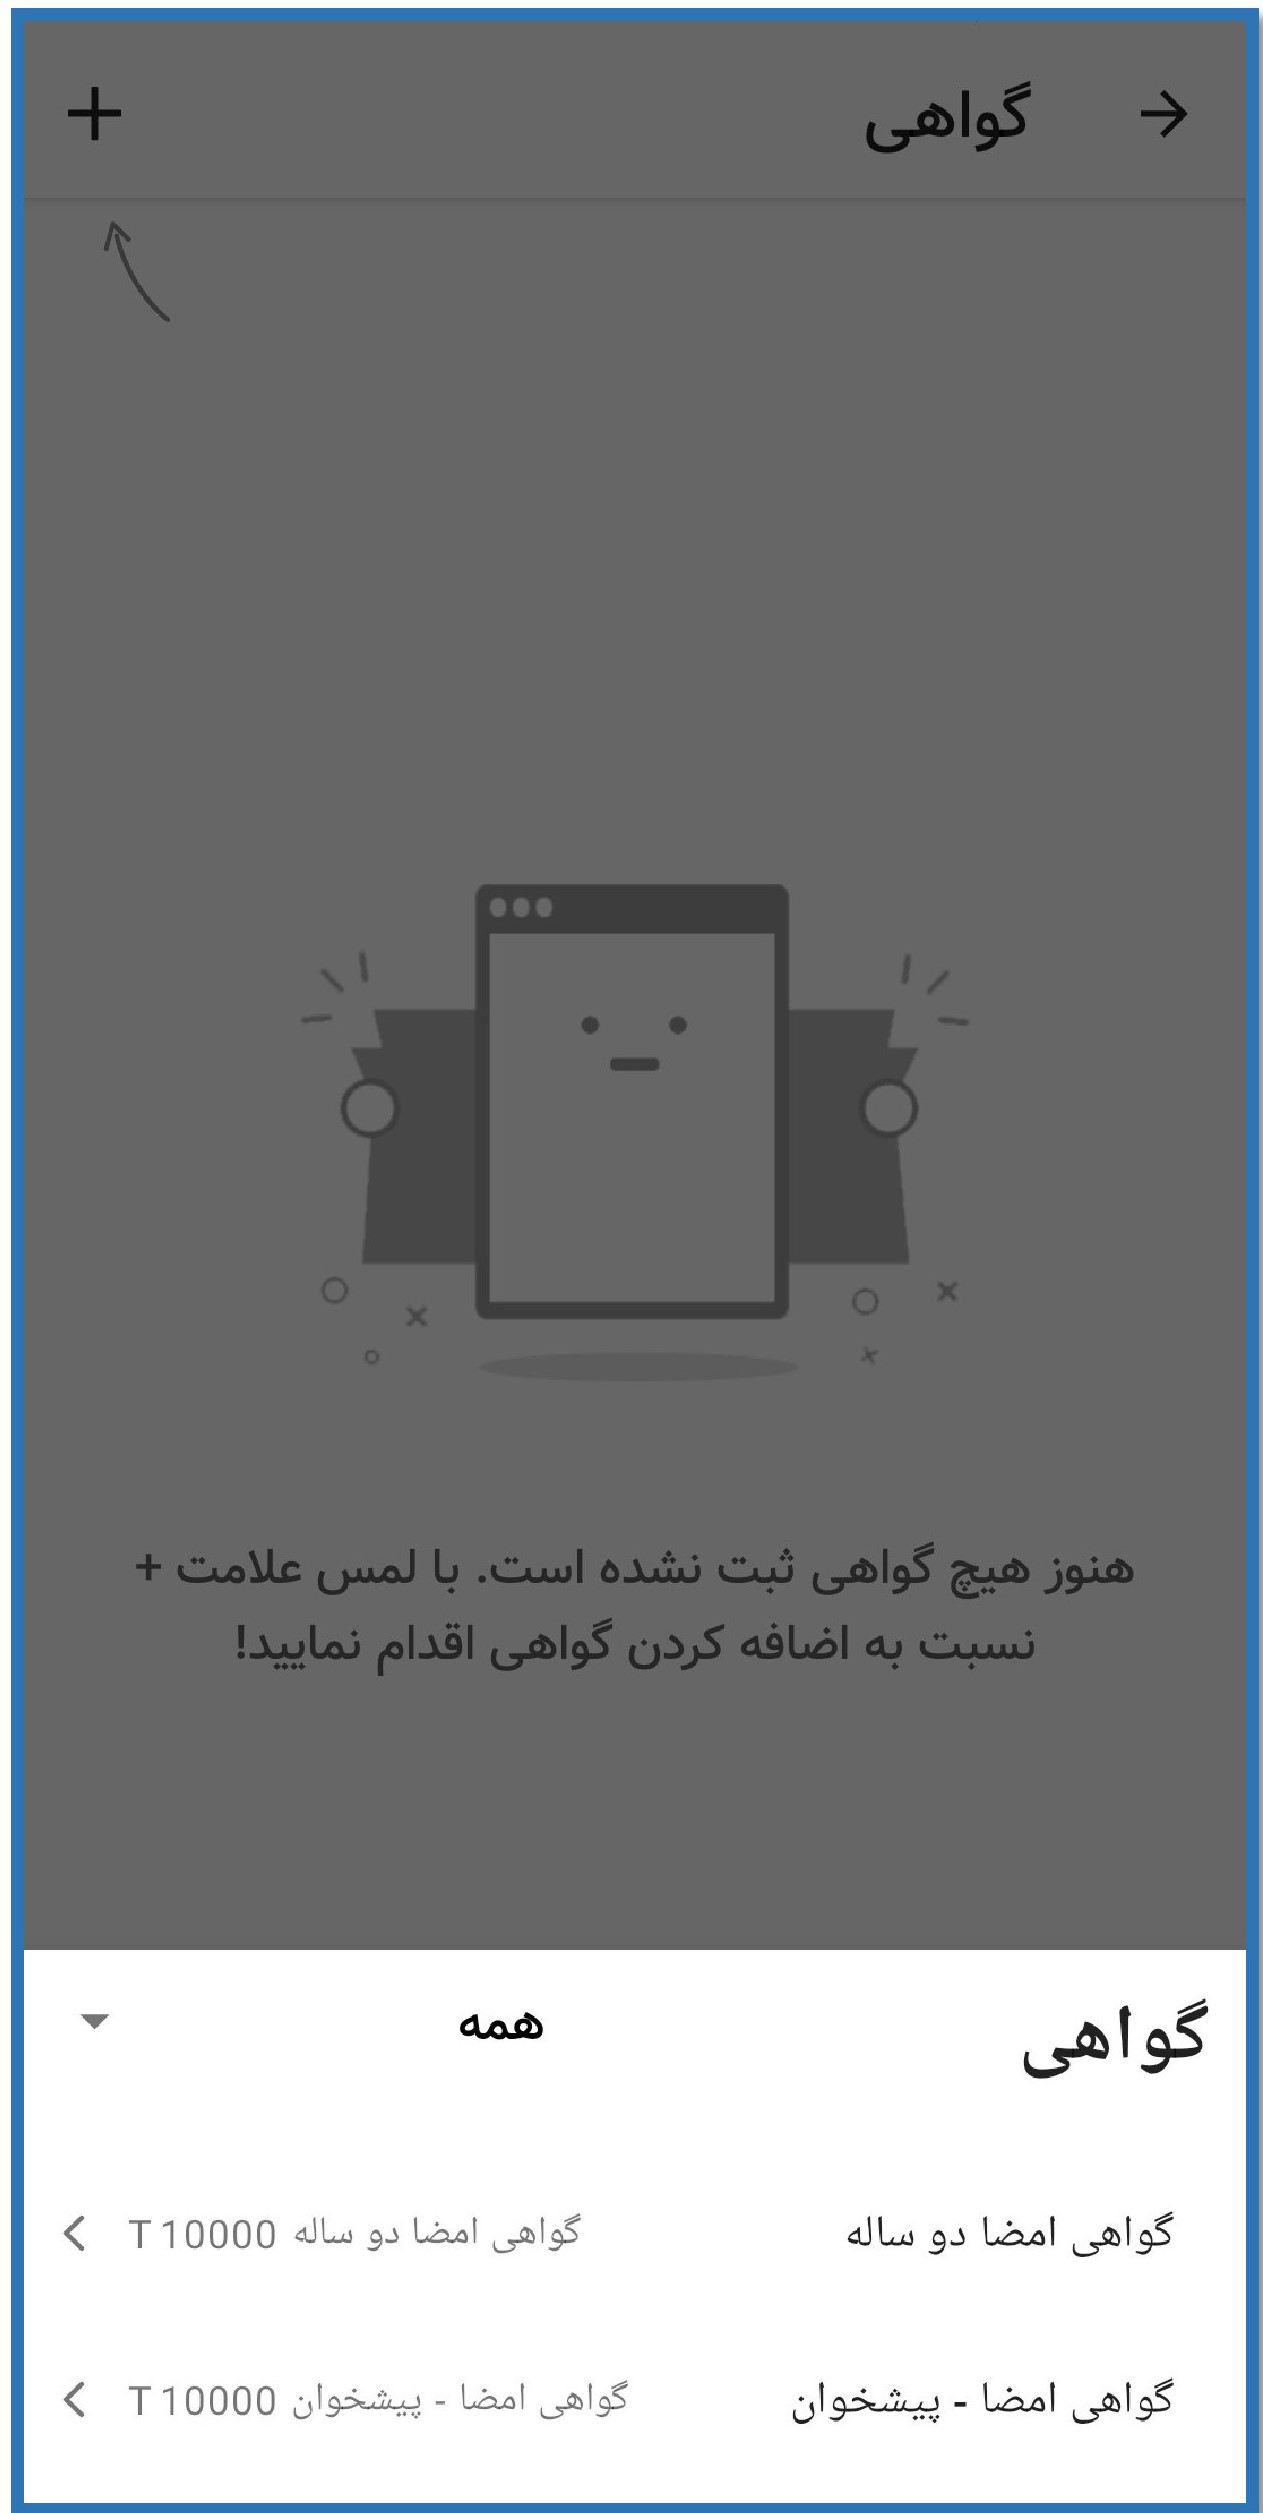 گواهی
هنوز هیچ گواهی ثبت نشده است. با لمس علامت +
نسبت به اضافه کردن گواهی اقدام نمایید!
گواهی
همه
گواهی امضا دو ساله
گواهی امضا دو ساله 10000 T
گواهی امضا - پیشخوان
گواهی امضا - پیشخوان 10000 T